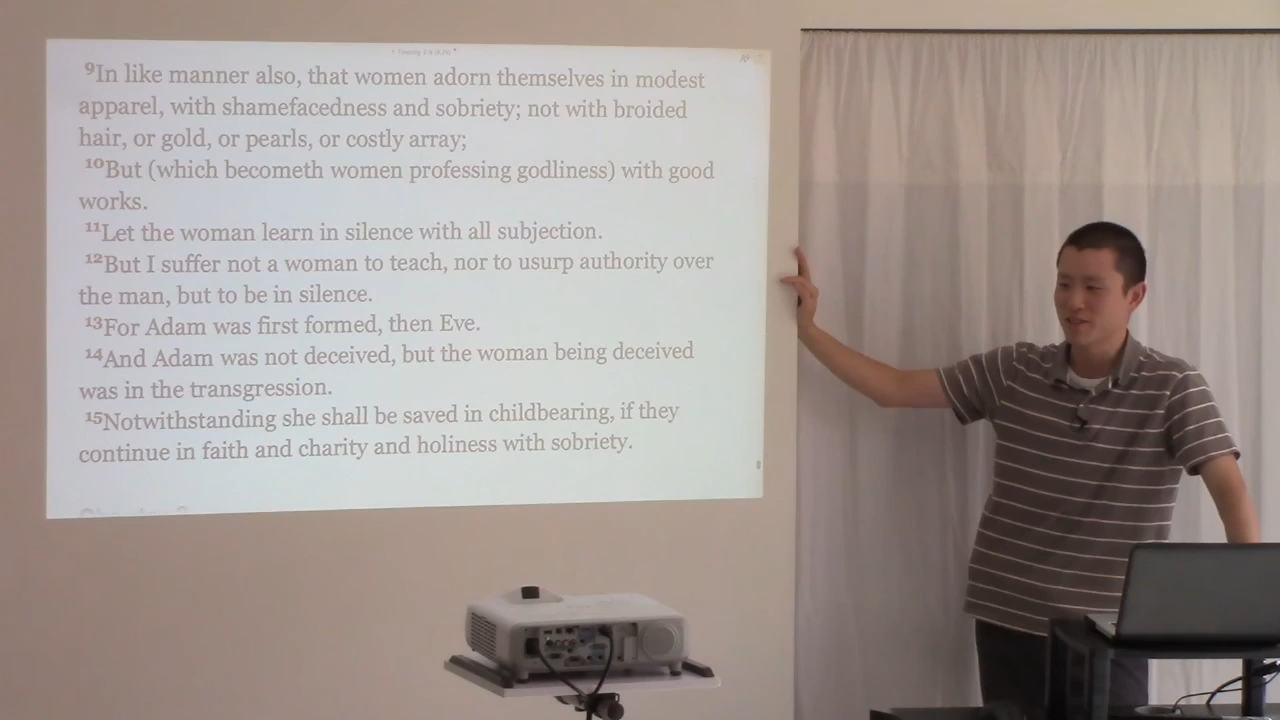 ⁹In like manner also, that women adorn themselves in modest
apparel, with shamefacedness and sobriety; not with broided
hair, or gold, or pearls, or costly array;
¹⁰But (which becometh women professing godliness) with good
works.
¹¹Let the woman learn in silence with all subjection.
¹²But I suffer not a woman to teach, nor to usurp authority over
the man, but to be in silence.
¹³For Adam was first formed, then Eve.
¹⁴And Adam was not deceived, but the woman being deceived
was in the transgression.
¹⁵Notwithstanding she shall be saved in childbearing, if they
continue in faith and charity and holiness with sobriety.